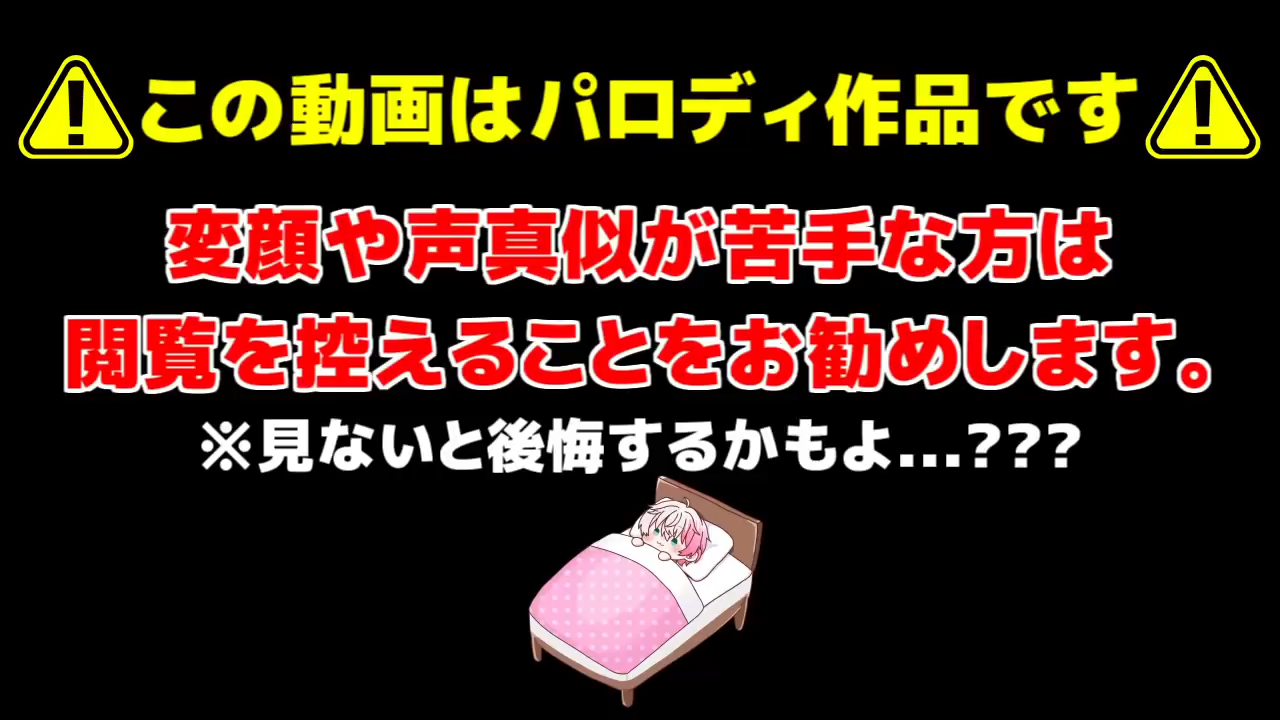 この動画はパロディ作品です
変顔や声真似が苦手な方は
閲覧を控えることをお勧めします。
※見ないと後悔するかもよ...???